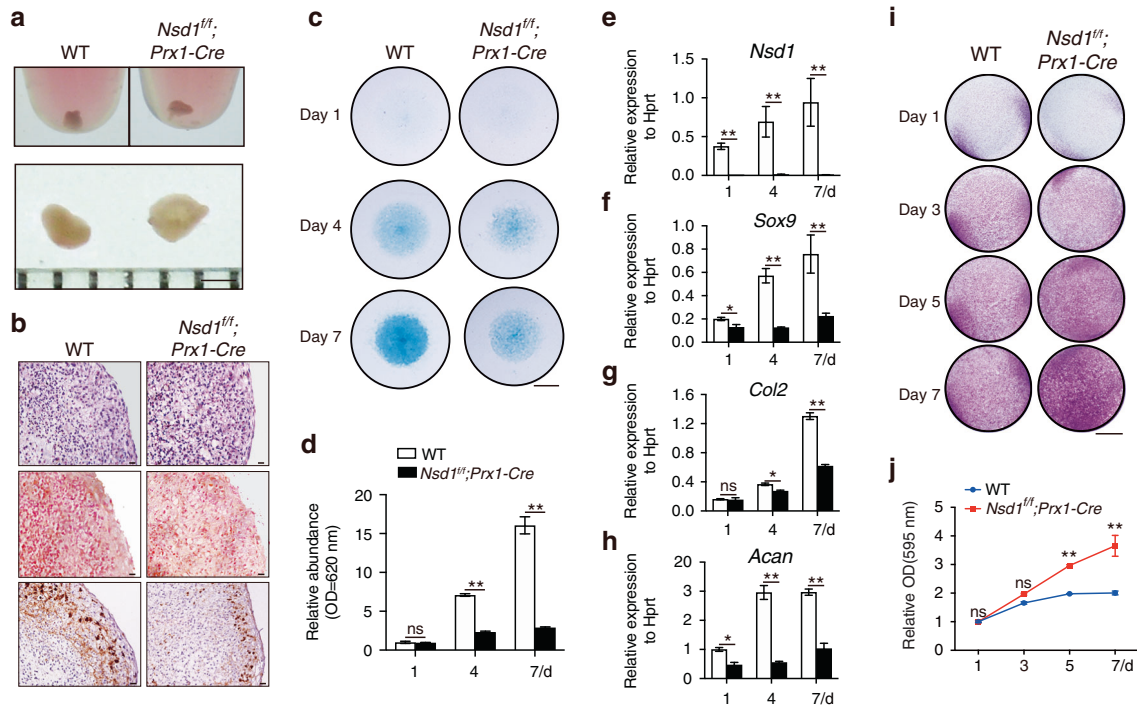 a
WT
Nsd1f/f;
Prx1-Cre
b
WT
Nsd1f/f;
Prx1-Cre
c
WT
Nsd1f/f;
Prx1-Cre
Day 1
Day 4
Day 7
d
WT
Nsd1f/f;Prx1-Cre
Relative abundance
(OD=620 nm)
20
16
15
10
5
0
ns
**
**
1
4
7/d
e
Nsd1
Relative expression
to Hprt
1.5
1.0
0.5
0.0
**
**
**
1
4
7/d
f
Sox9
Relative expression
to Hprt
1.0
0.8
0.6
0.4
0.2
0.0
*
**
**
1
4
7/d
g
Col2
Relative expression
to Hprt
1.6
1.2
0.8
0.4
0.0
ns
*
**
1
4
7/d
h
Acan
Relative expression
to Hprt
30
3
2
1
0
*
**
**
1
4
7/d
i
WT
Nsd1f/f;
Prx1-Cre
Day 1
Day 3
Day 5
Day 7
j
WT
Nsd1f/f;Prx1-Cre
Relative OD(595 nm)
5
4
3
2
1
0
ns
ns
**
**
1
3
5
7/d